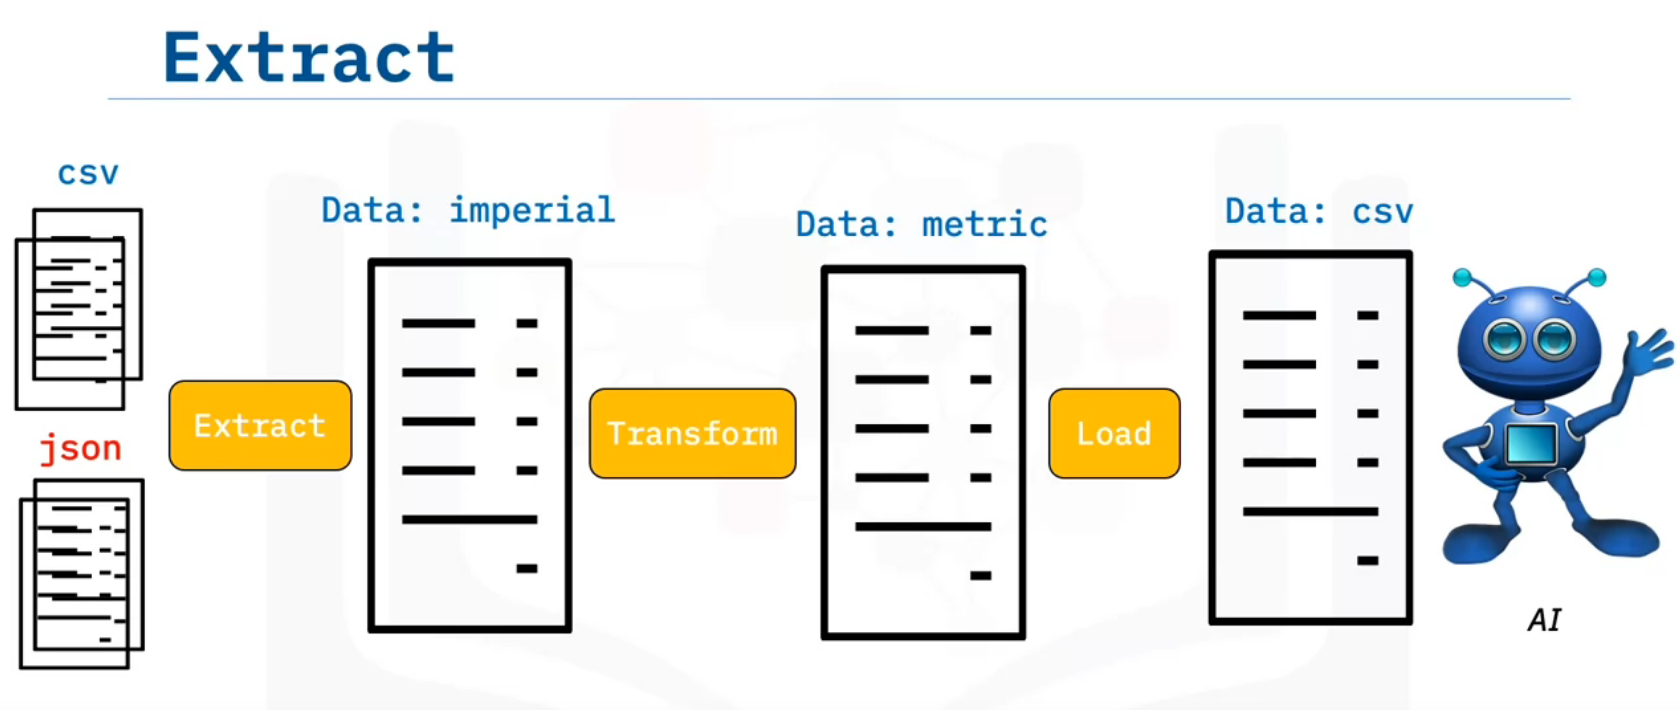 Extract
csv
json
Extract
Data: imperial
Transform
Data: metric
Load
Data: csv
AI